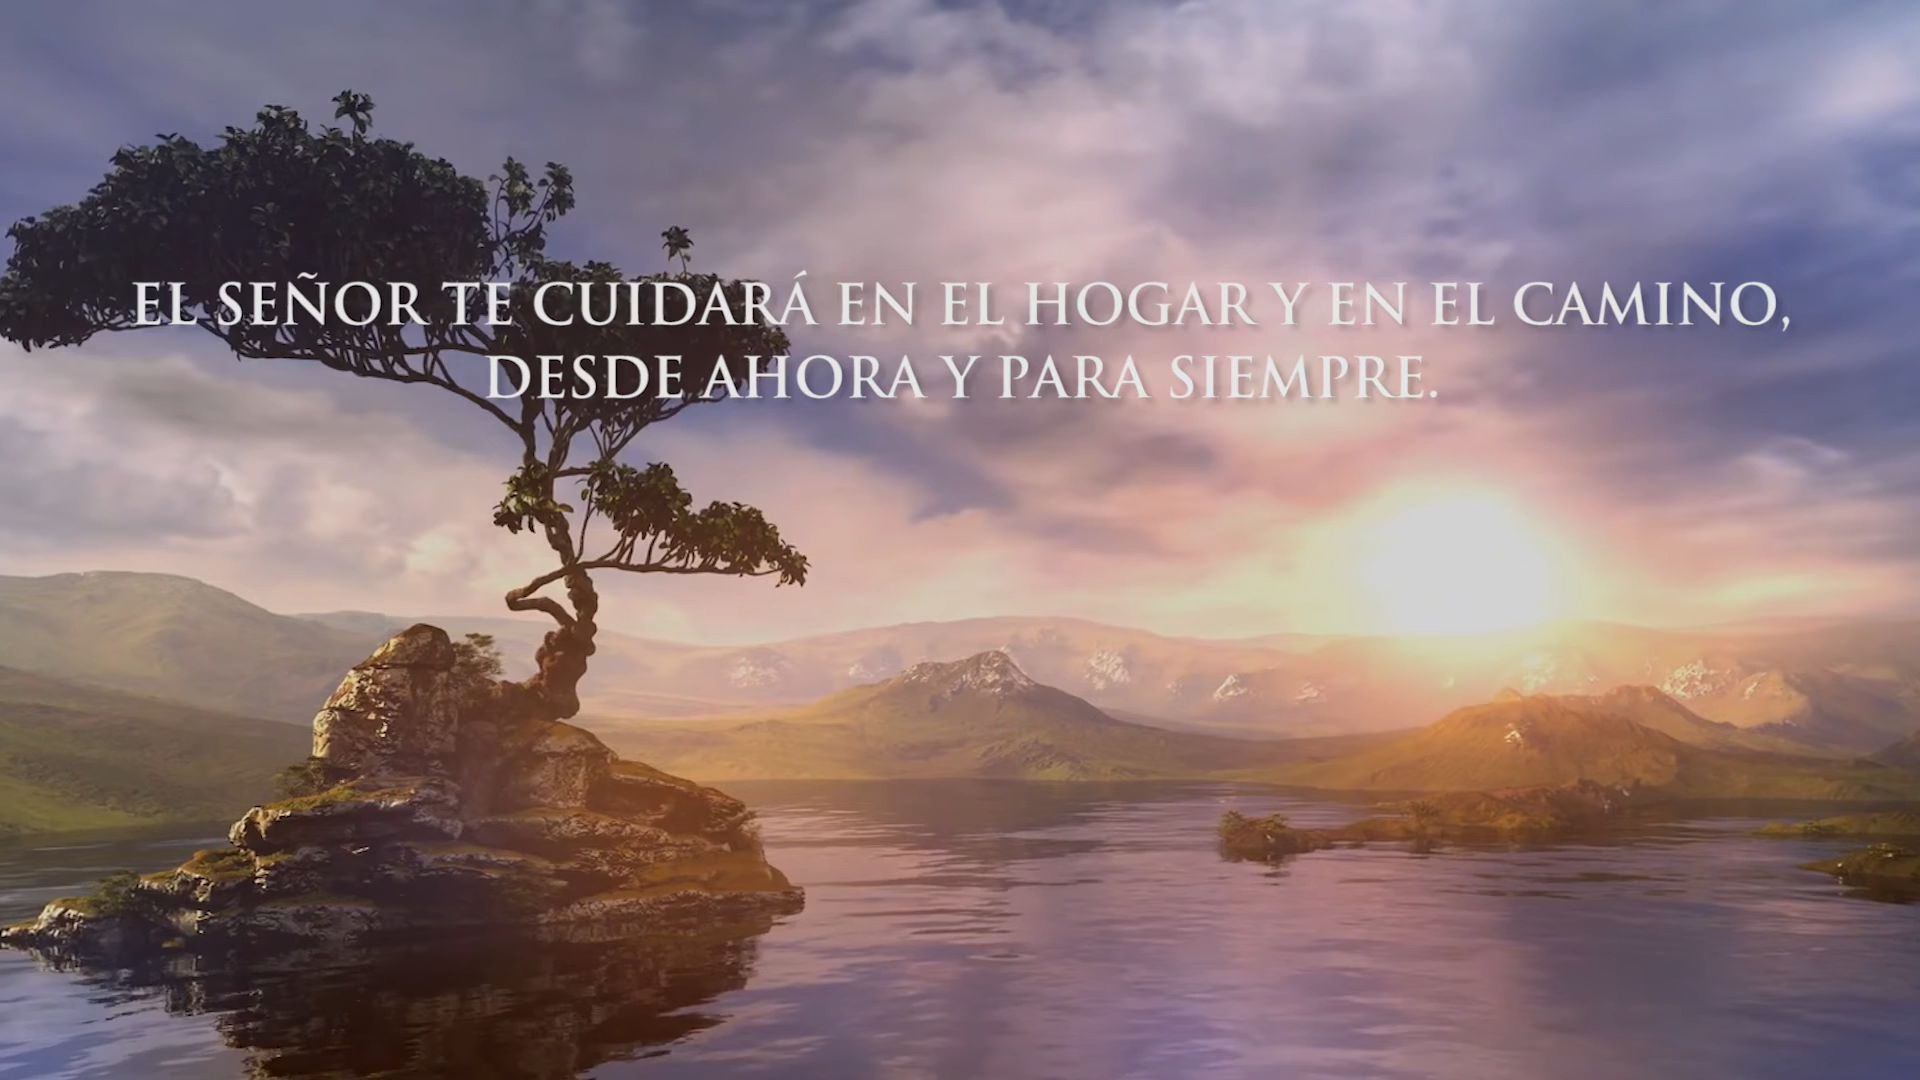 EL SEÑOR TE CUIDARÁ EN EL HOGAR Y EN EL CAMINO,
DESDE AHORA Y PARA SIEMPRE.